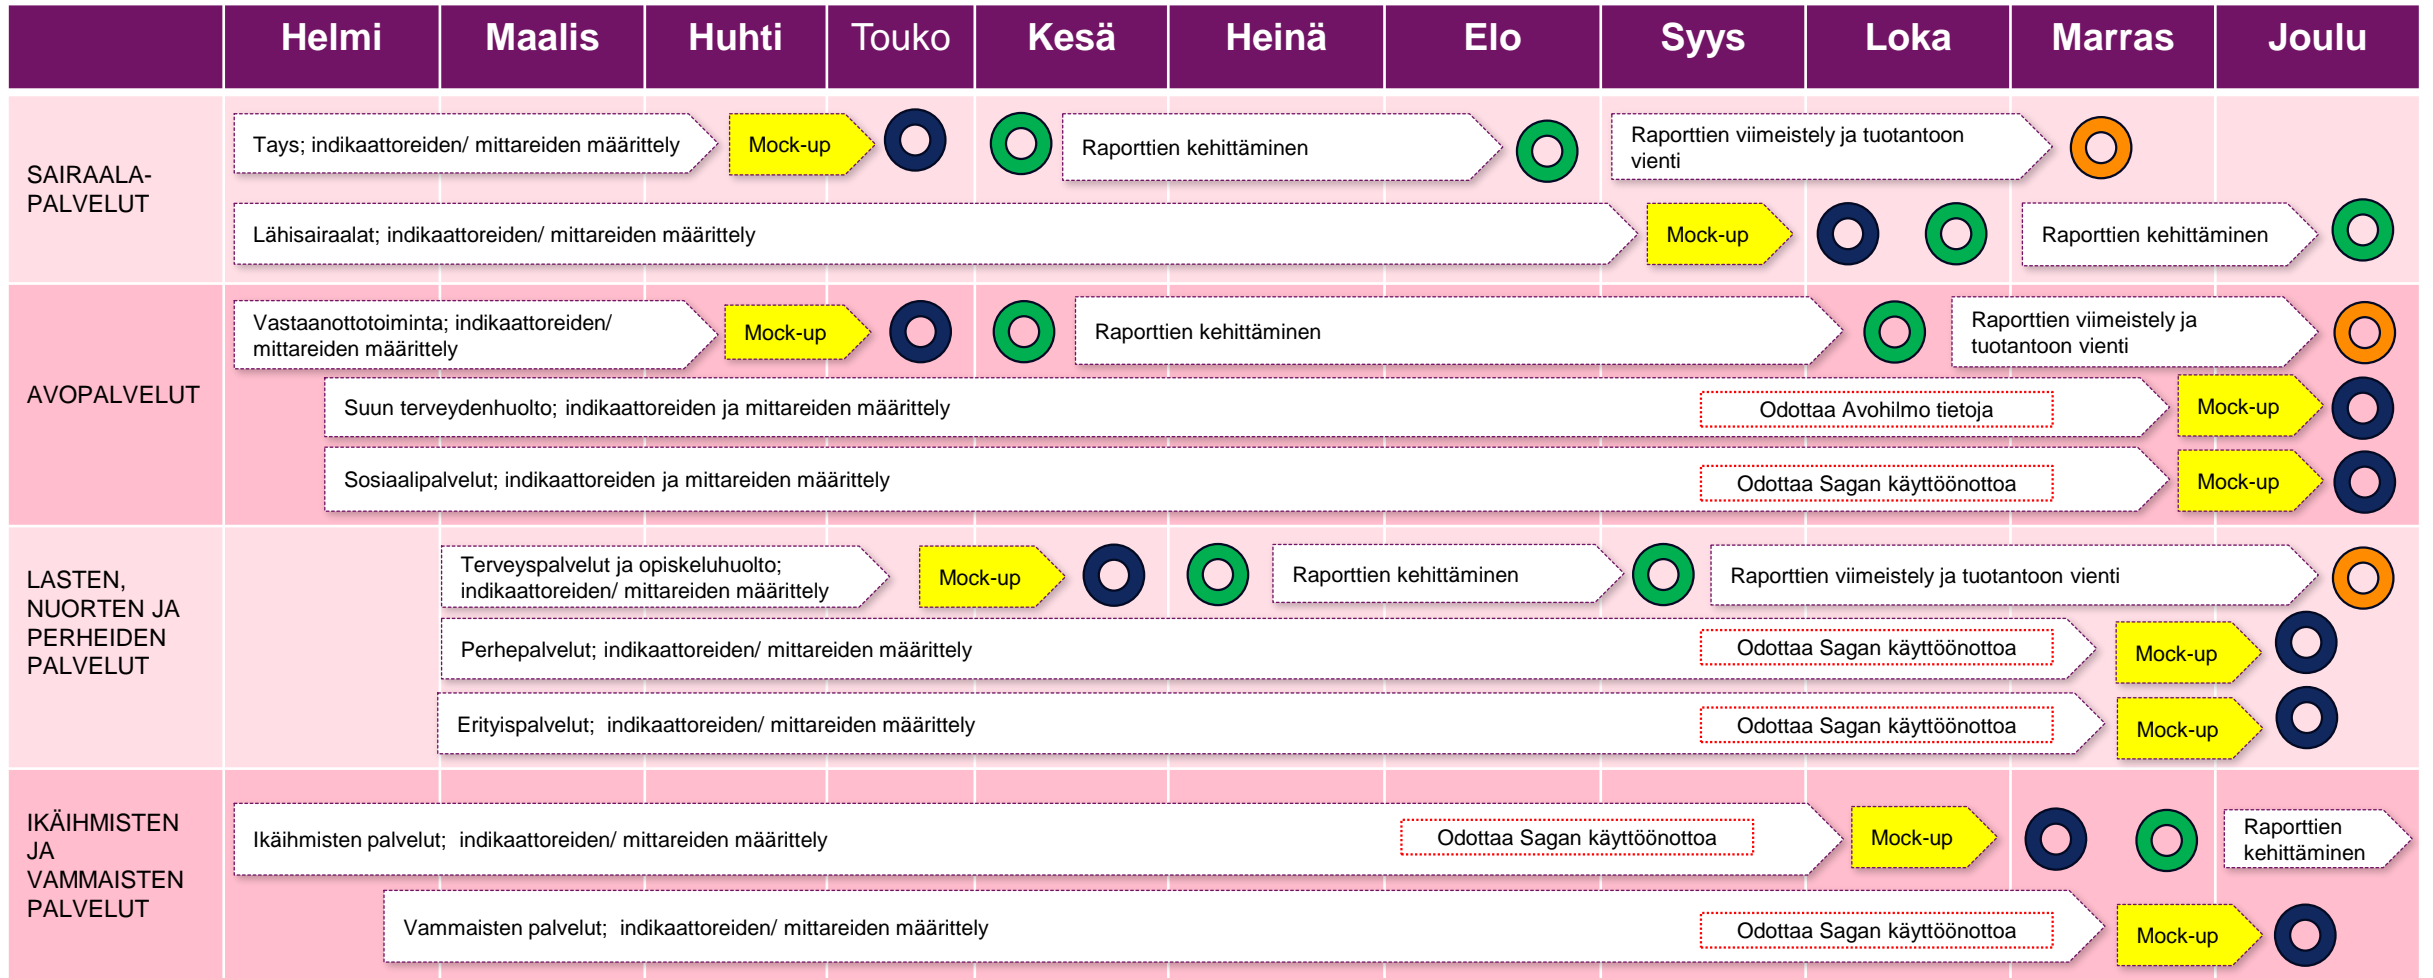 Helmi Maalis Huhti Touko Kesä Heinä Elo Syys Loka Marras Joulu
SAIRAALA-
PALVELUT
Tays; indikaattoreiden/ mittareiden määrittely
Mock-up
Raporttien kehittäminen
Raporttien viimeistely ja tuotantoon
vienti
Lähisairaalat; indikaattoreiden/ mittareiden määrittely
Mock-up
Raporttien kehittäminen
AVOPALVELUT
Vastaanottotoiminta; indikaattoreiden/
mittareiden määrittely
Mock-up
Raporttien kehittäminen
Raporttien viimeistely ja
tuotantoon vienti
Suun terveydenhuolto; indikaattoreiden ja mittareiden määrittely
Odottaa Avohilmo tietoja
Mock-up
Sosiaalipalvelut; indikaattoreiden ja mittareiden määrittely
Odottaa Sagan käyttöönottoa
Mock-up
LASTEN,
NUORTEN JA
PERHEIDEN
PALVELUT
Terveyspalvelut ja opiskeluhuolto;
indikaattoreiden/ mittareiden määrittely
Mock-up
Raporttien kehittäminen
Raporttien viimeistely ja tuotantoon vienti
Perhepalvelut; indikaattoreiden/ mittareiden määrittely
Odottaa Sagan käyttöönottoa
Mock-up
Erityispalvelut; indikaattoreiden/ mittareiden määrittely
Odottaa Sagan käyttöönottoa
Mock-up
IKÄIHMISTEN
JA
VAMMAISTEN
PALVELUT
Ikäihmisten palvelut; indikaattoreiden/ mittareiden määrittely
Odottaa Sagan käyttöönottoa
Mock-up
Raporttien
kehittäminen
Vammaisten palvelut; indikaattoreiden/ mittareiden määrittely
Odottaa Sagan käyttöönottoa
Mock-up